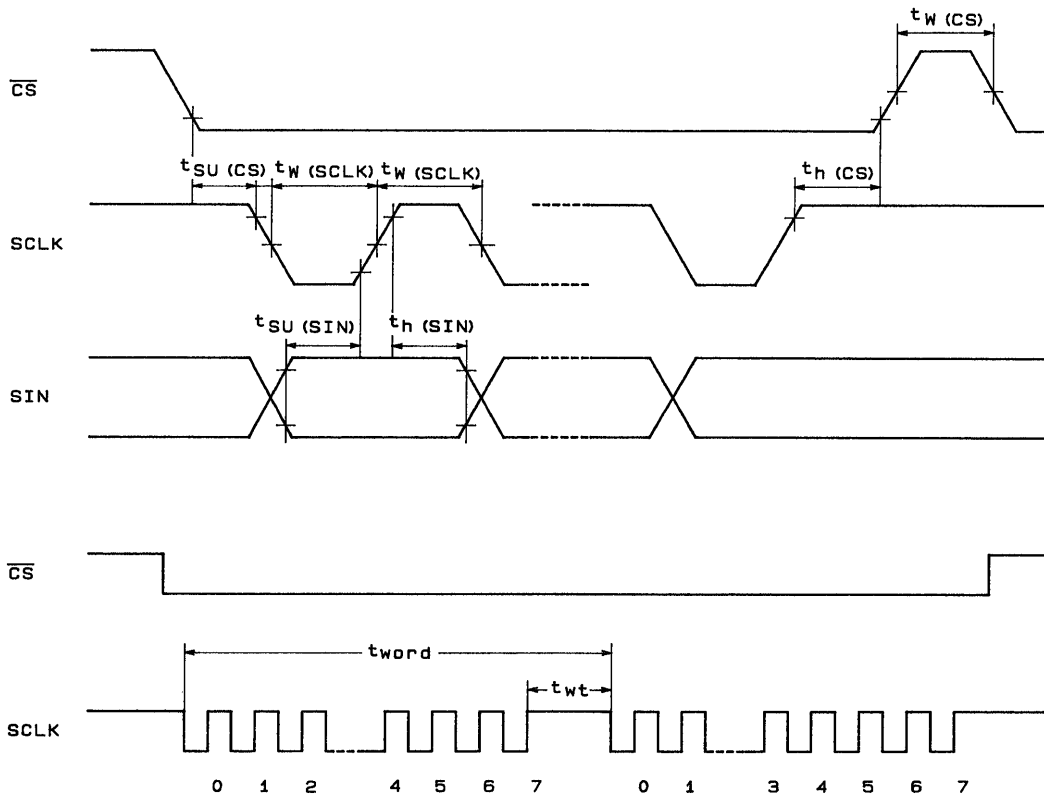 tW (CS)
CS
tSU (CS) tW (SCLK) tW (SCLK)
th (CS)
SCLK
tSU (SIN) th (SIN)
SIN
CS
tword
twt
SCLK
0 1 2 4 5 6 7 0 1 3 4 5 6 7